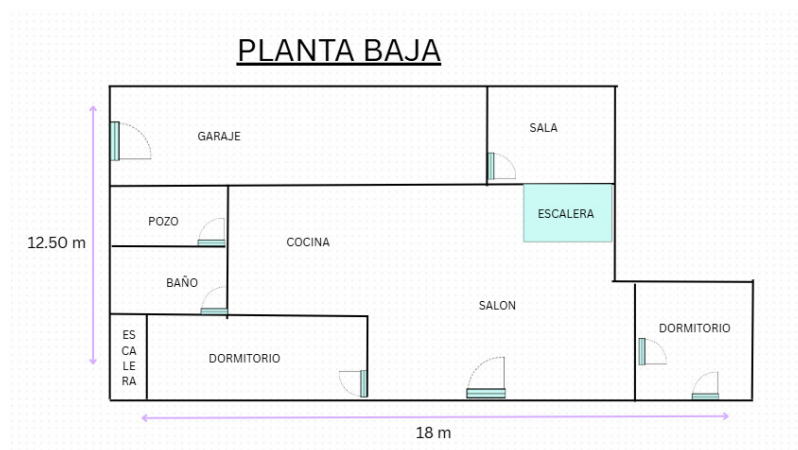 PLANTA BAJA
GARAJE
SALA
POZO
ESCALERA
12.50 m
COCINA
BAÑO
SALON
DORMITORIO
ES
CA
LE
RA
DORMITORIO
18 m